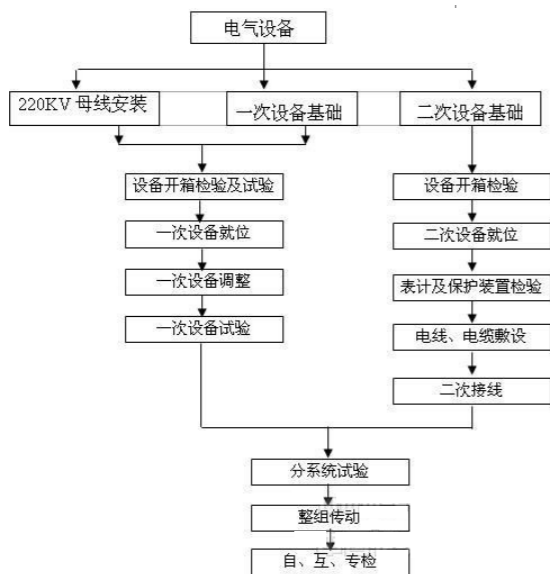 电气设备
220KV 母线安装
一次设备基础
二次设备基础
设备开箱检验及试验
设备开箱检验
一次设备就位
二次设备就位
一次设备调整
表计及保护装置检验
一次设备试验
电线、电缆敷设
二次接线
分系统试验
整组传动
自、互、专检